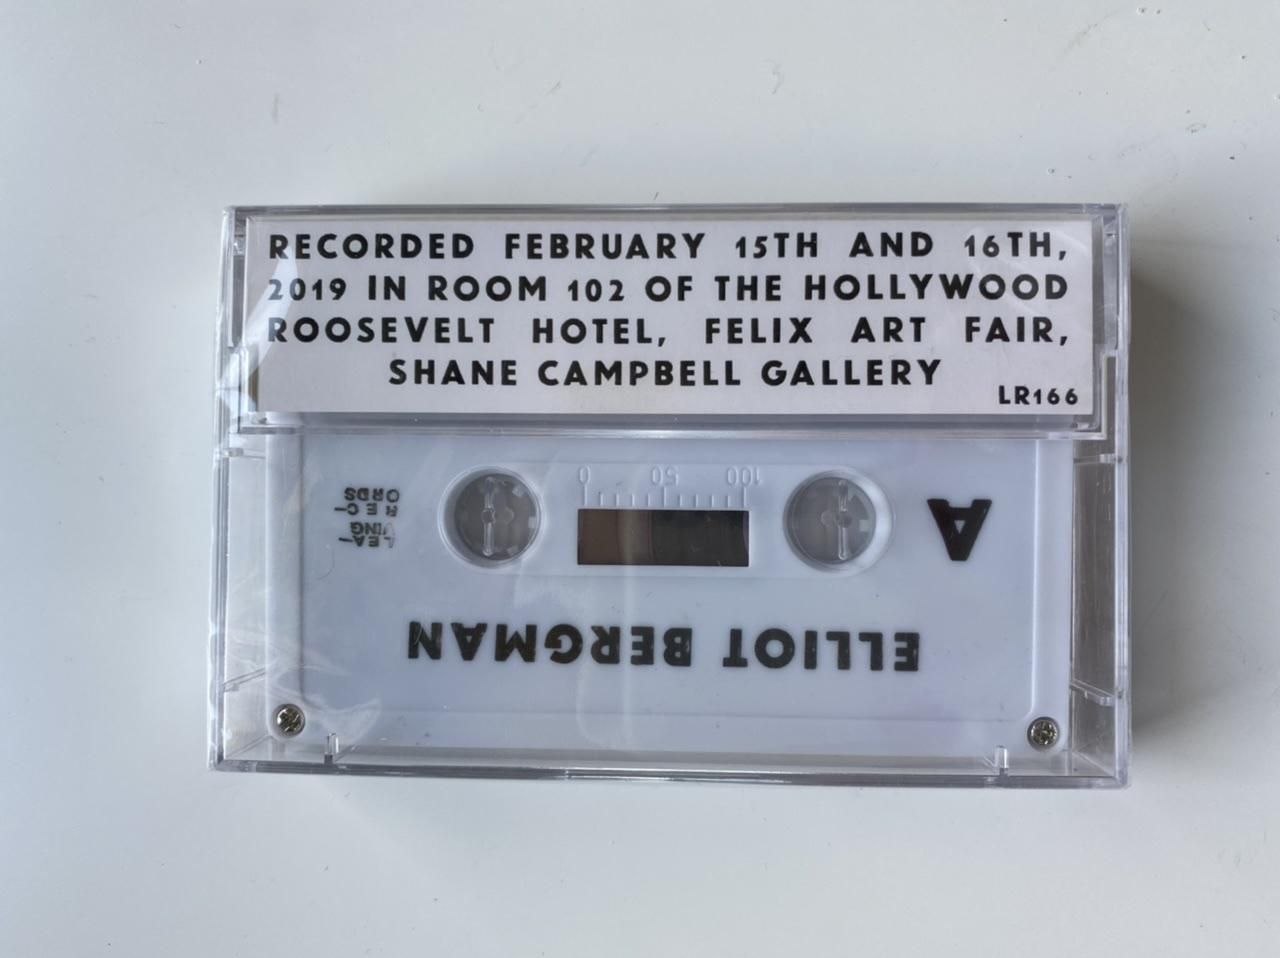 RECORDED FEBRUARY 15TH AND 16TH,
2019 IN ROOM 102 OF THE HOLLYWOOD
ROOSEVELT HOTEL, FELIX ART FAIR,
SHANE CAMPBELL GALLERY
LR166
ELLIOT BERGMAN
A
0 50 100
LEA-
VING
REC-
ORDS